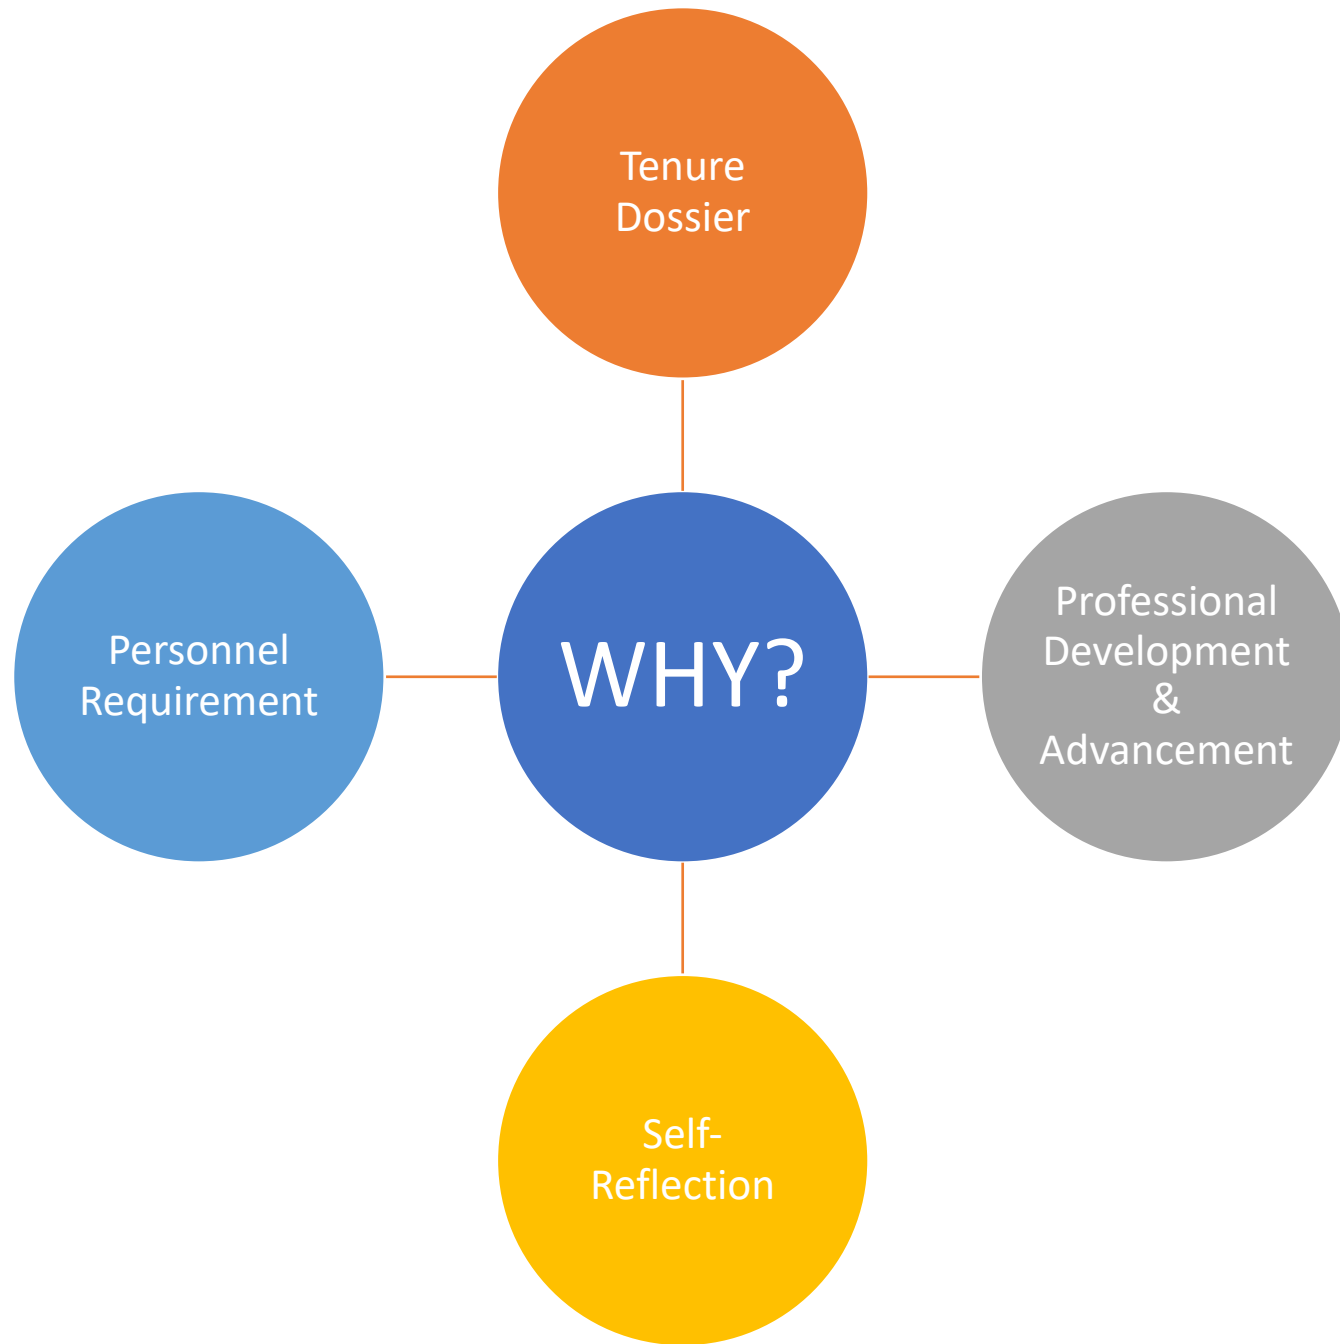 Tenure
Dossier
Personnel
Requirement
WHY?
Professional
Development
&
Advancement
Self-
Reflection